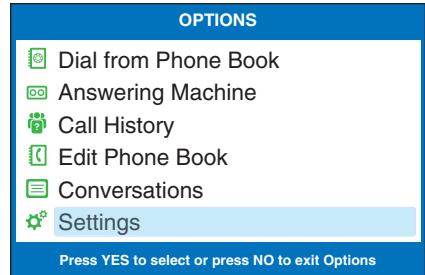 OPTIONS
Dial from Phone Book
Answering Machine
Call History
Edit Phone Book
Conversations
Settings
Press YES to select or press NO to exit Options